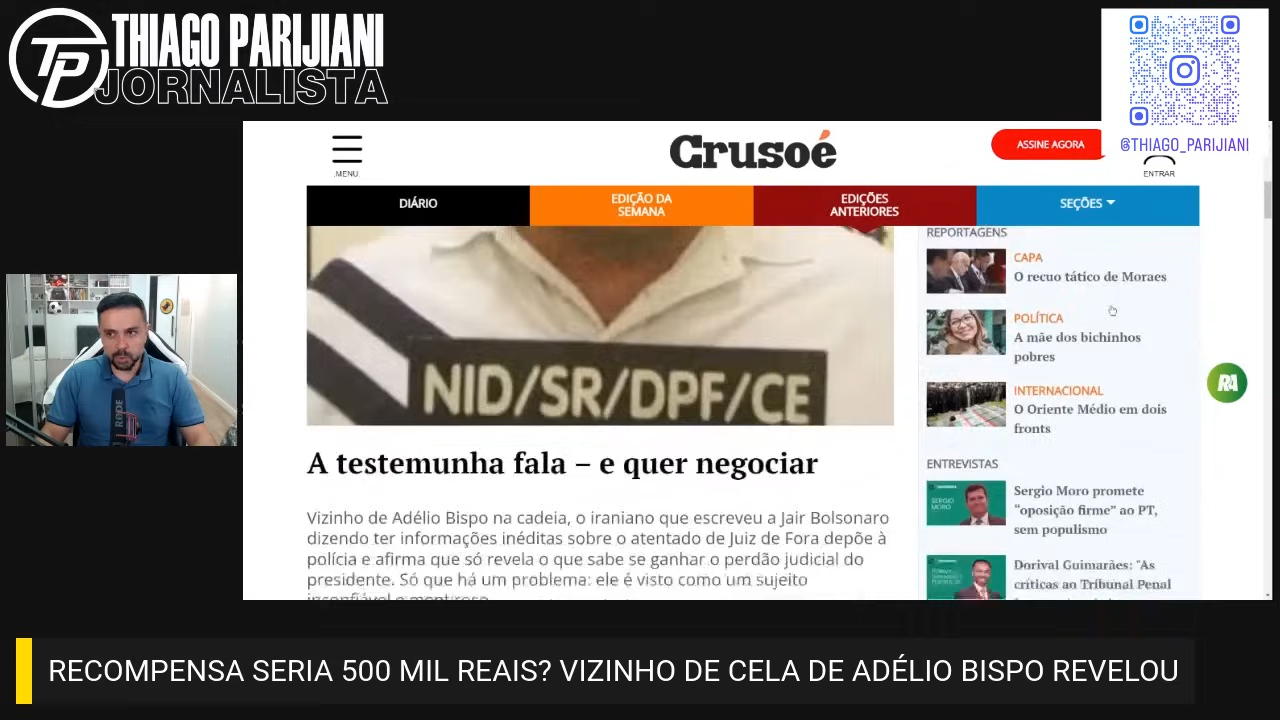 TP
THIAGO PARIJIANI
JORNALISTA
@THIAGO_PARIJIANI
MENU
Crusoé
ASSINE AGORA
ENTRAR
DIÁRIO
EDIÇÃO DA
SEMANA
EDIÇÕES
ANTERIORES
SEÇÕES
NID/SR/DPF/CE
A testemunha fala – e quer negociar
Vizinho de Adélio Bispo na cadeia, o iraniano que escreveu a Jair Bolsonaro
dizendo ter informações inéditas sobre o atentado de Juiz de Fora depõe à
polícia e afirma que só revela o que sabe se ganhar o perdão judicial do
presidente. Só que há um problema: ele é visto como um sujeito
REPORTAGENS
CAPA
O recuo tático de Moraes
POLÍTICA
A mãe dos bichinhos
pobres
INTERNACIONAL
O Oriente Médio em dois
fronts
ENTREVISTAS
SERGIO
MORO
Sergio Moro promete
“oposição firme” ao PT,
sem populismo
Dorival Guimarães: "As
críticas ao Tribunal Penal
RA
RECOMPENSA SERIA 500 MIL REAIS? VIZINHO DE CELA DE ADÉLIO BISPO REVELOU